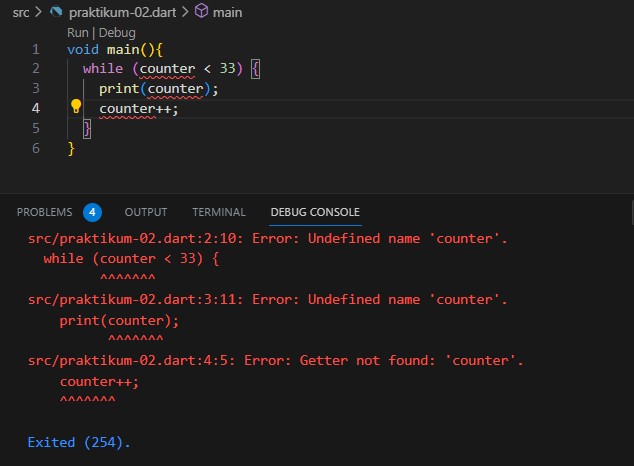 src > praktikum-02.dart > main
Run | Debug
1 void main(){
2 while (counter < 33) {
3 print(counter);
4 counter++;
5 }
6 }
PROBLEMS 4 OUTPUT TERMINAL DEBUG CONSOLE
src/praktikum-02.dart:2:10: Error: Undefined name 'counter'.
while (counter < 33) {
^^^^^^^
src/praktikum-02.dart:3:11: Error: Undefined name 'counter'.
print(counter);
^^^^^^^
src/praktikum-02.dart:4:5: Error: Getter not found: 'counter'.
counter++;
^^^^^^^
Exited (254).